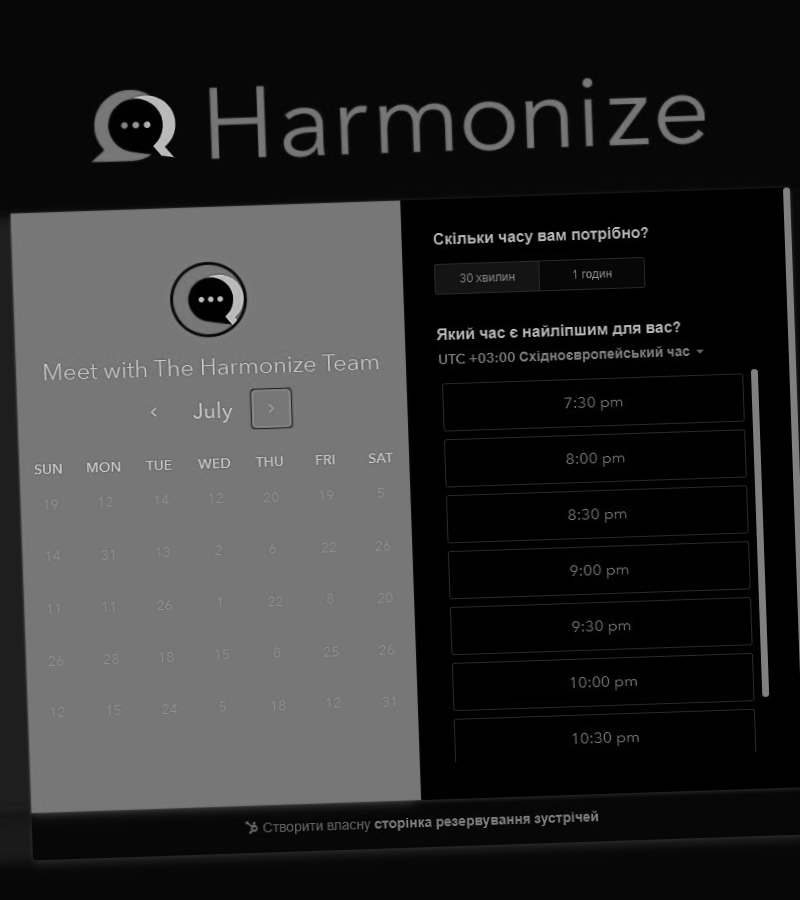 Harmonize
Meet with The Harmonize Team
July
SUN MON TUE WED THU FRI SAT
19 12 14 12 20 19 5
14 31 13 2 6 22 26
11 11 26 1 22 8 20
26 28 18 15 8 25 26
12 15 24 5 18 12 31
Скільки часу вам потрібно?
30 хвилин 1 годин
Який час є найліпшим для вас?
UTC +03:00 Східноєвропейський час
7:30 pm
8:00 pm
8:30 pm
9:00 pm
9:30 pm
10:00 pm
10:30 pm
Створити власну сторінка резервування зустрічей